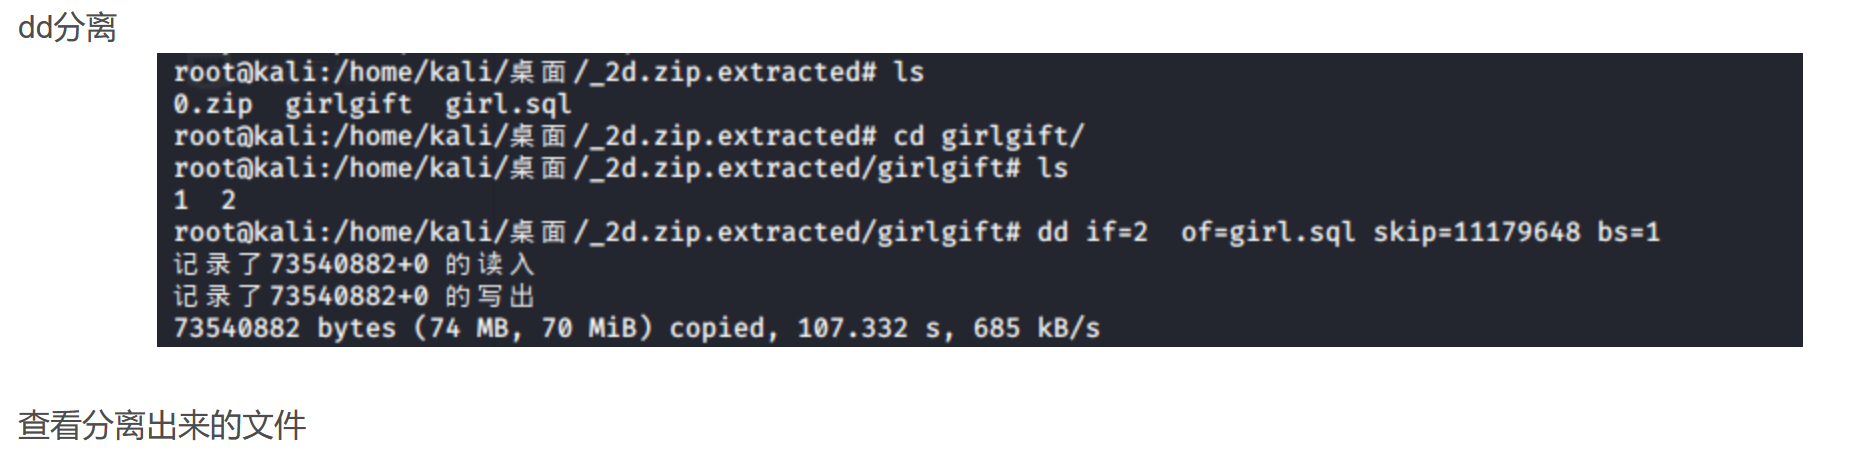 dd分离
root@kali:/home/kali/桌面/_2d.zip.extracted# ls
0.zip  girlgift  girl.sql
root@kali:/home/kali/桌面/_2d.zip.extracted# cd girlgift/
root@kali:/home/kali/桌面/_2d.zip.extracted/girlgift# ls
1  2
root@kali:/home/kali/桌面/_2d.zip.extracted/girlgift# dd if=2  of=girl.sql skip=11179648 bs=1
记录了73540882+0 的读入
记录了73540882+0 的写出
73540882 bytes (74 MB, 70 MiB) copied, 107.332 s, 685 kB/s
查看分离出来的文件